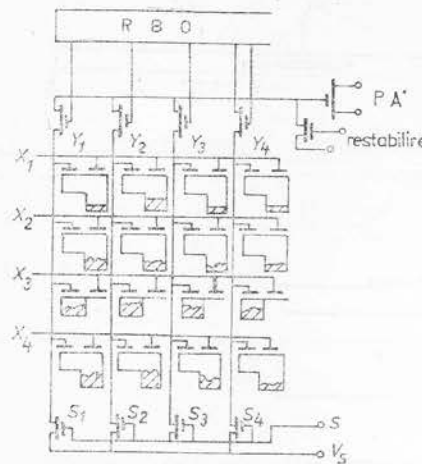 R B O
P.A.
Y1 Y2 Y3 Y4
restabilire
X1
X2
X3
X4
S1 S2 S3 S4
S
VS